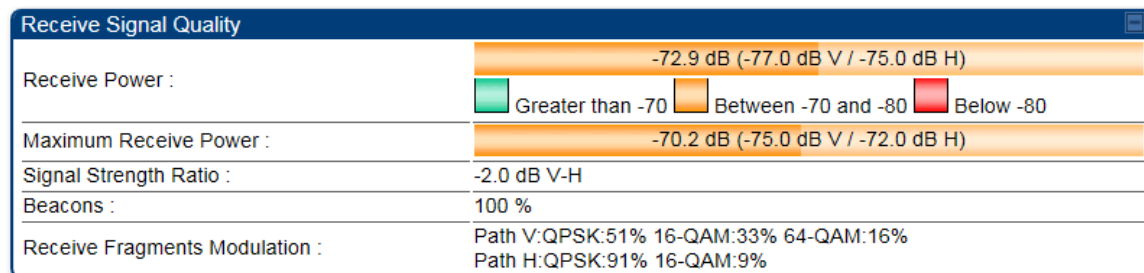 Receive Signal Quality
Receive Power :
-72.9 dB (-77.0 dB V / -75.0 dB H)
Greater than -70 Between -70 and -80 Below -80
Maximum Receive Power :
-70.2 dB (-75.0 dB V / -72.0 dB H)
Signal Strength Ratio :
-2.0 dB V-H
Beacons :
100 %
Receive Fragments Modulation :
Path V:QPSK:51% 16-QAM:33% 64-QAM:16%
Path H:QPSK:91% 16-QAM:9%